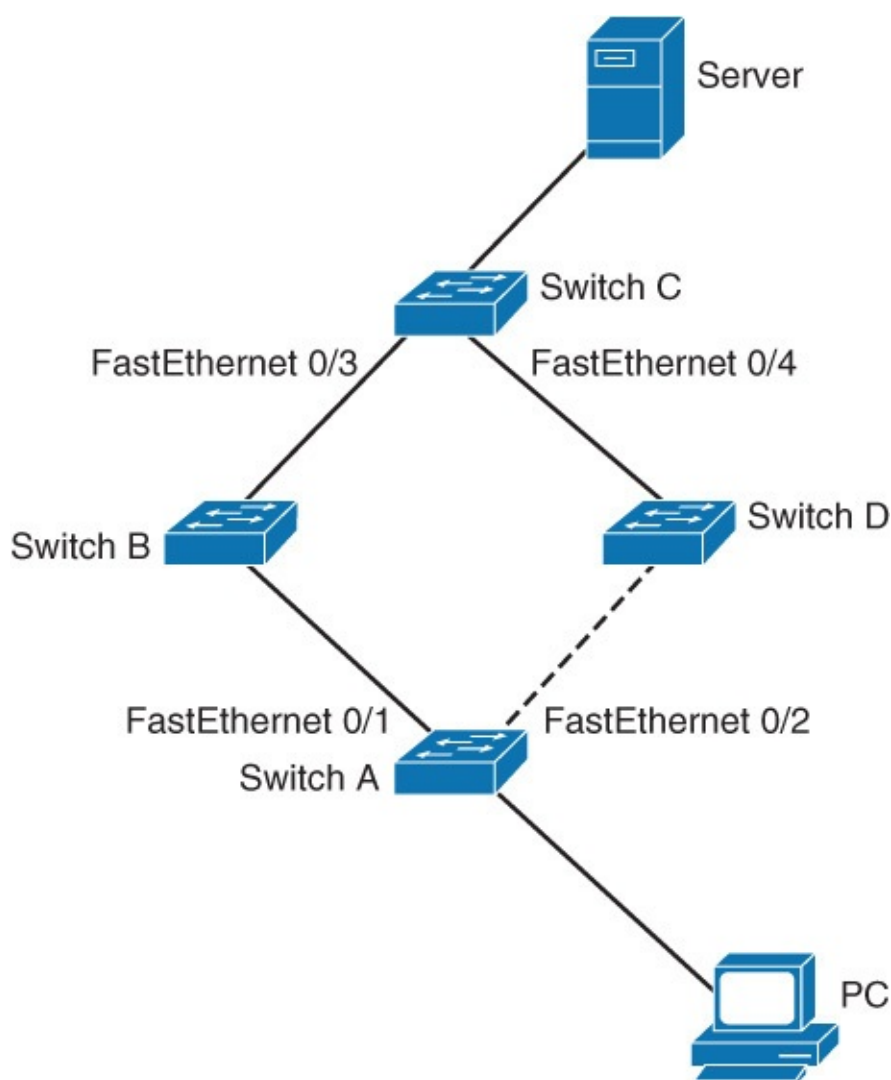 Server
Switch C
FastEthernet 0/3
FastEthernet 0/4
Switch B
Switch D
FastEthernet 0/1
FastEthernet 0/2
Switch A
PC